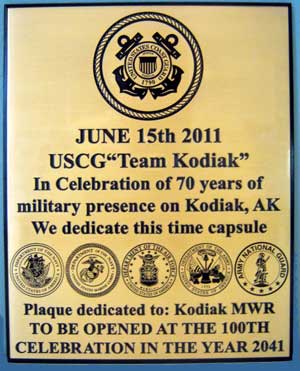 UNITED STATES COAST GUARD
1790
JUNE 15th 2011
USCG“Team Kodiak”
In Celebration of 70 years of
military presence on Kodiak, AK
We dedicate this time capsule
ARMY NATIONAL GUARD
Plaque dedicated to: Kodiak MWR
TO BE OPENED AT THE 100TH
CELEBRATION IN THE YEAR 2041